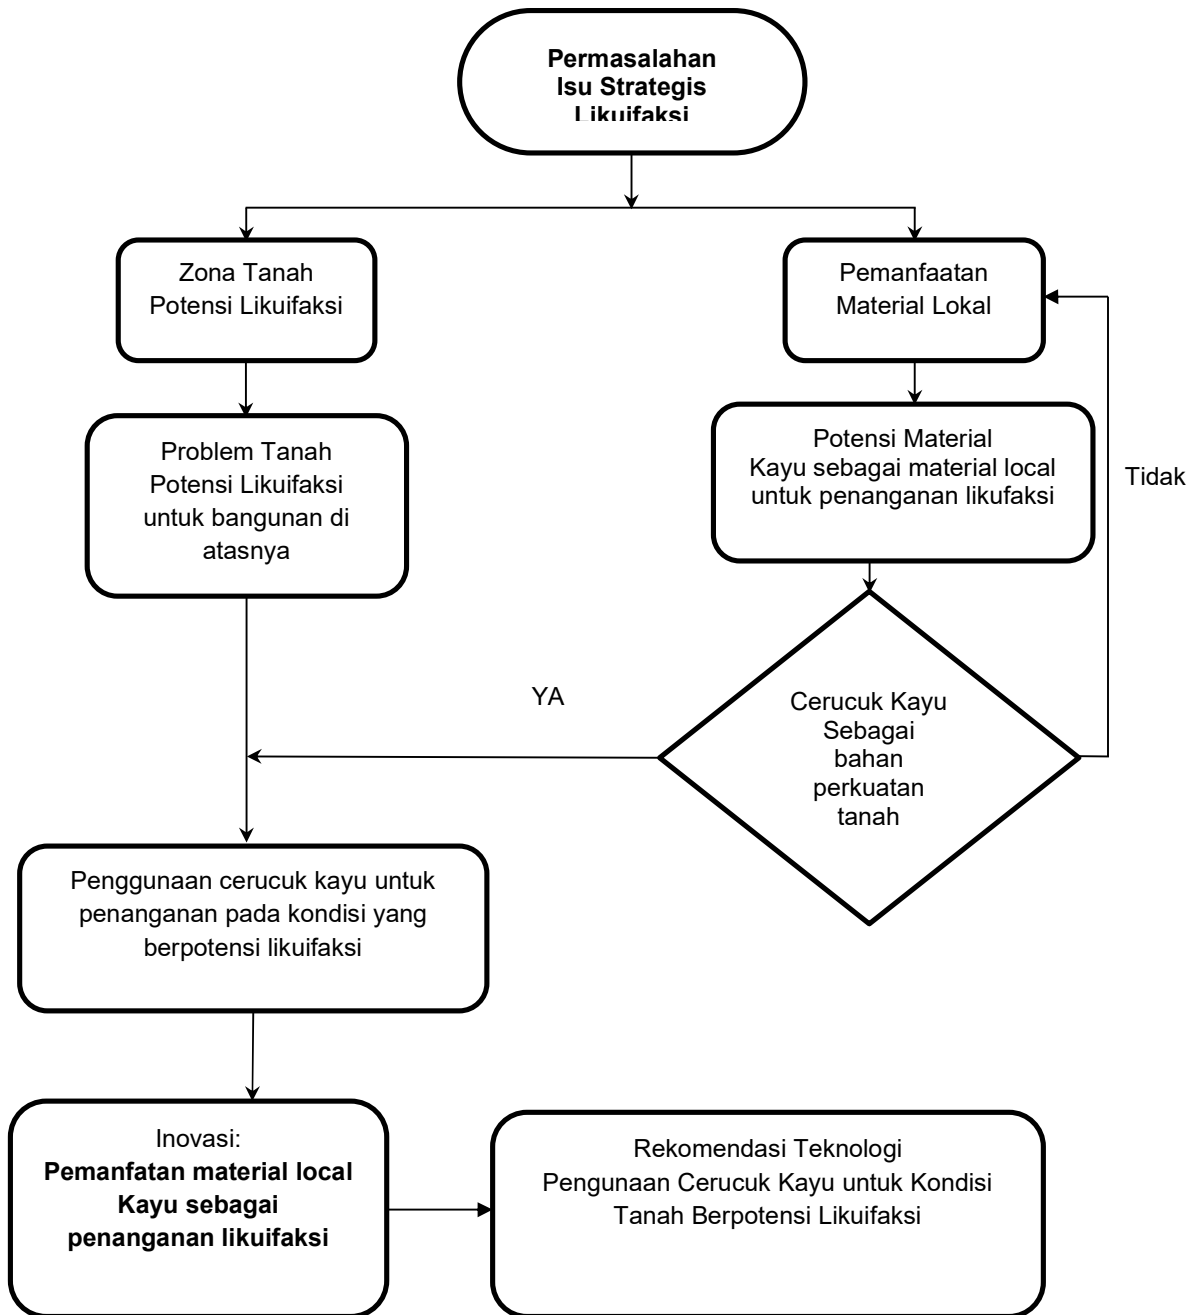 Permasalahan
Isu Strategis
Likuifaksi
Zona Tanah
Potensi Likuifaksi
Pemanfaatan
Material Lokal
Problem Tanah
Potensi Likuifaksi
untuk bangunan di
atasnya
Potensi Material
Kayu sebagai material local
untuk penanganan likufaksi
Tidak
YA
Cerucuk Kayu
Sebagai
bahan
perkuatan
tanah
Penggunaan cerucuk kayu untuk
penanganan pada kondisi yang
berpotensi likuifaksi
Inovasi:
Pemanfatan material local
Kayu sebagai
penanganan likuifaksi
Rekomendasi Teknologi
Pengunaan Cerucuk Kayu untuk Kondisi
Tanah Berpotensi Likuifaksi